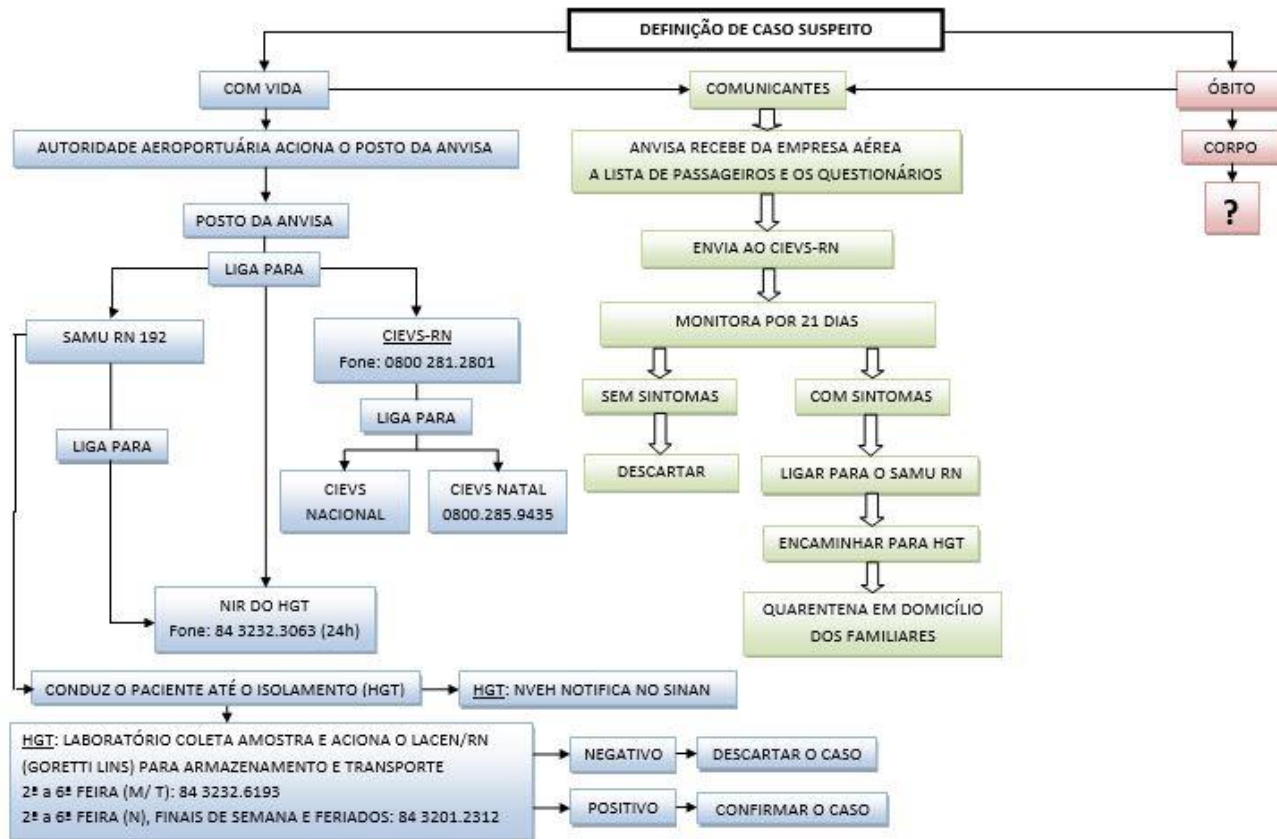 DEFINIÇÃO DE CASO SUSPEITO
COM VIDA
COMUNICANTES
ÓBITO
AUTORIDADE AEROPORTUÁRIA ACIONA O POSTO DA ANVISA
ANVISA RECEBE DA EMPRESA AÉREA
A LISTA DE PASSAGEIROS E OS QUESTIONÁRIOS
CORPO
?
POSTO DA ANVISA
LIGA PARA
ENVIA AO CIEVS-RN
MONITORA POR 21 DIAS
SAMU RN 192
CIEVS-RN
Fone: 0800 281.2801
SEM SINTOMAS
COM SINTOMAS
LIGA PARA
LIGA PARA
DESCARTAR
LIGAR PARA O SAMU RN
CIEVS
NACIONAL
CIEVS NATAL
0800.285.9435
ENCAMINHAR PARA HGT
NIR DO HGT
Fone: 84 3232.3063 (24h)
QUARENTENA EM DOMICÍLIO
DOS FAMILIARES
CONDUZ O PACIENTE ATÉ O ISOLAMENTO (HGT)
HGT: NVEH NOTIFICA NO SINAN
HGT: LABORATÓRIO COLETA AMOSTRA E ACIONA O LACEN/RN
(GORETTI LINS) PARA ARMAZENAMENTO E TRANSPORTE
2ª a 6ª FEIRA (M/ T): 84 3232.6193
2ª a 6ª FEIRA (N), FINAIS DE SEMANA E FERIADOS: 84 3201.2312
NEGATIVO
DESCARTAR O CASO
POSITIVO
CONFIRMAR O CASO